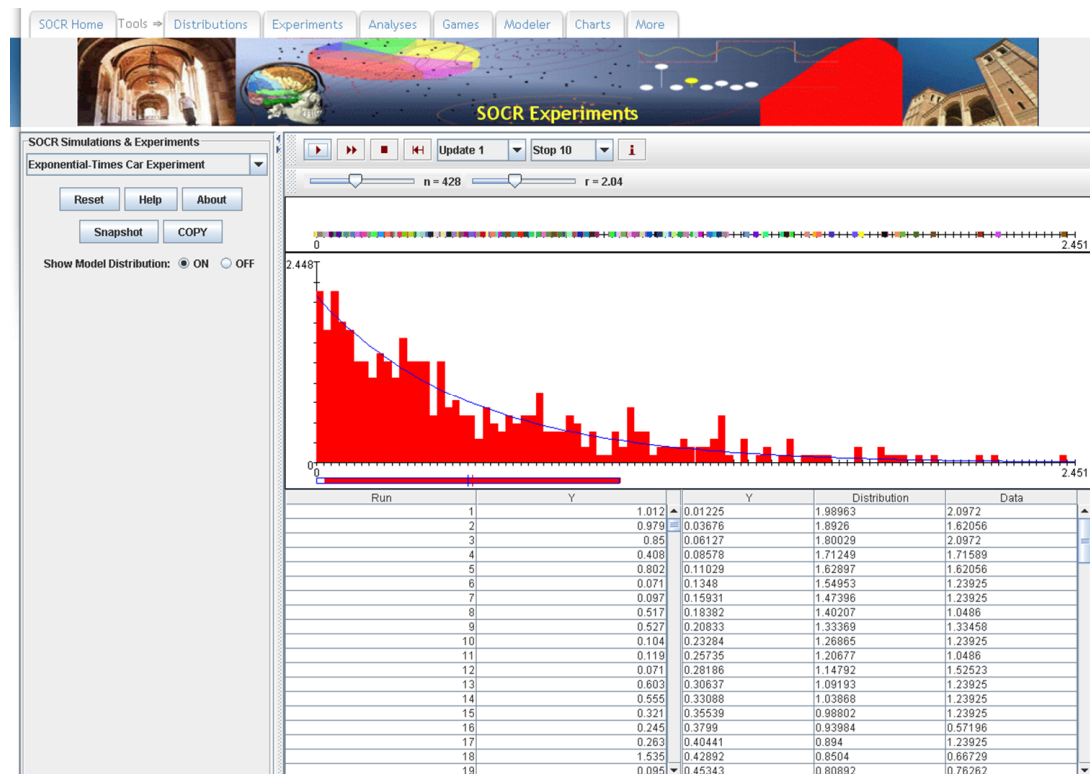 SOCR Home Tools ⇒ Distributions Experiments Analyses Games Modeler Charts More
SOCR Experiments
SOCR Simulations & Experiments
Exponential-Times Car Experiment
Reset Help About
Snapshot COPY
Show Model Distribution: ON OFF
Update 1 Stop 10 i
n = 428 r = 2.04
0 2.451
2.448
0
0 2.451
Run Y Y Distribution Data
1 1.012 0.01225 1.98963 2.0972
2 0.979 0.03676 1.8926 1.62056
3 0.85 0.06127 1.80029 2.0972
4 0.408 0.08578 1.71249 1.71589
5 0.802 0.11029 1.62897 1.62056
6 0.071 0.1348 1.54953 1.23925
7 0.097 0.15931 1.47396 1.23925
8 0.517 0.18382 1.40207 1.0486
9 0.527 0.20833 1.33369 1.33458
10 0.104 0.23284 1.26865 1.23925
11 0.119 0.25735 1.20677 1.0486
12 0.071 0.28186 1.14792 1.52523
13 0.603 0.30637 1.09193 1.23925
14 0.555 0.33088 1.03868 1.23925
15 0.321 0.35539 0.98802 1.23925
16 0.245 0.3799 0.93984 0.57196
17 0.263 0.40441 0.894 1.23925
18 1.535 0.42892 0.8504 0.66729
19 0.095 0.45343 0.80892 0.76262